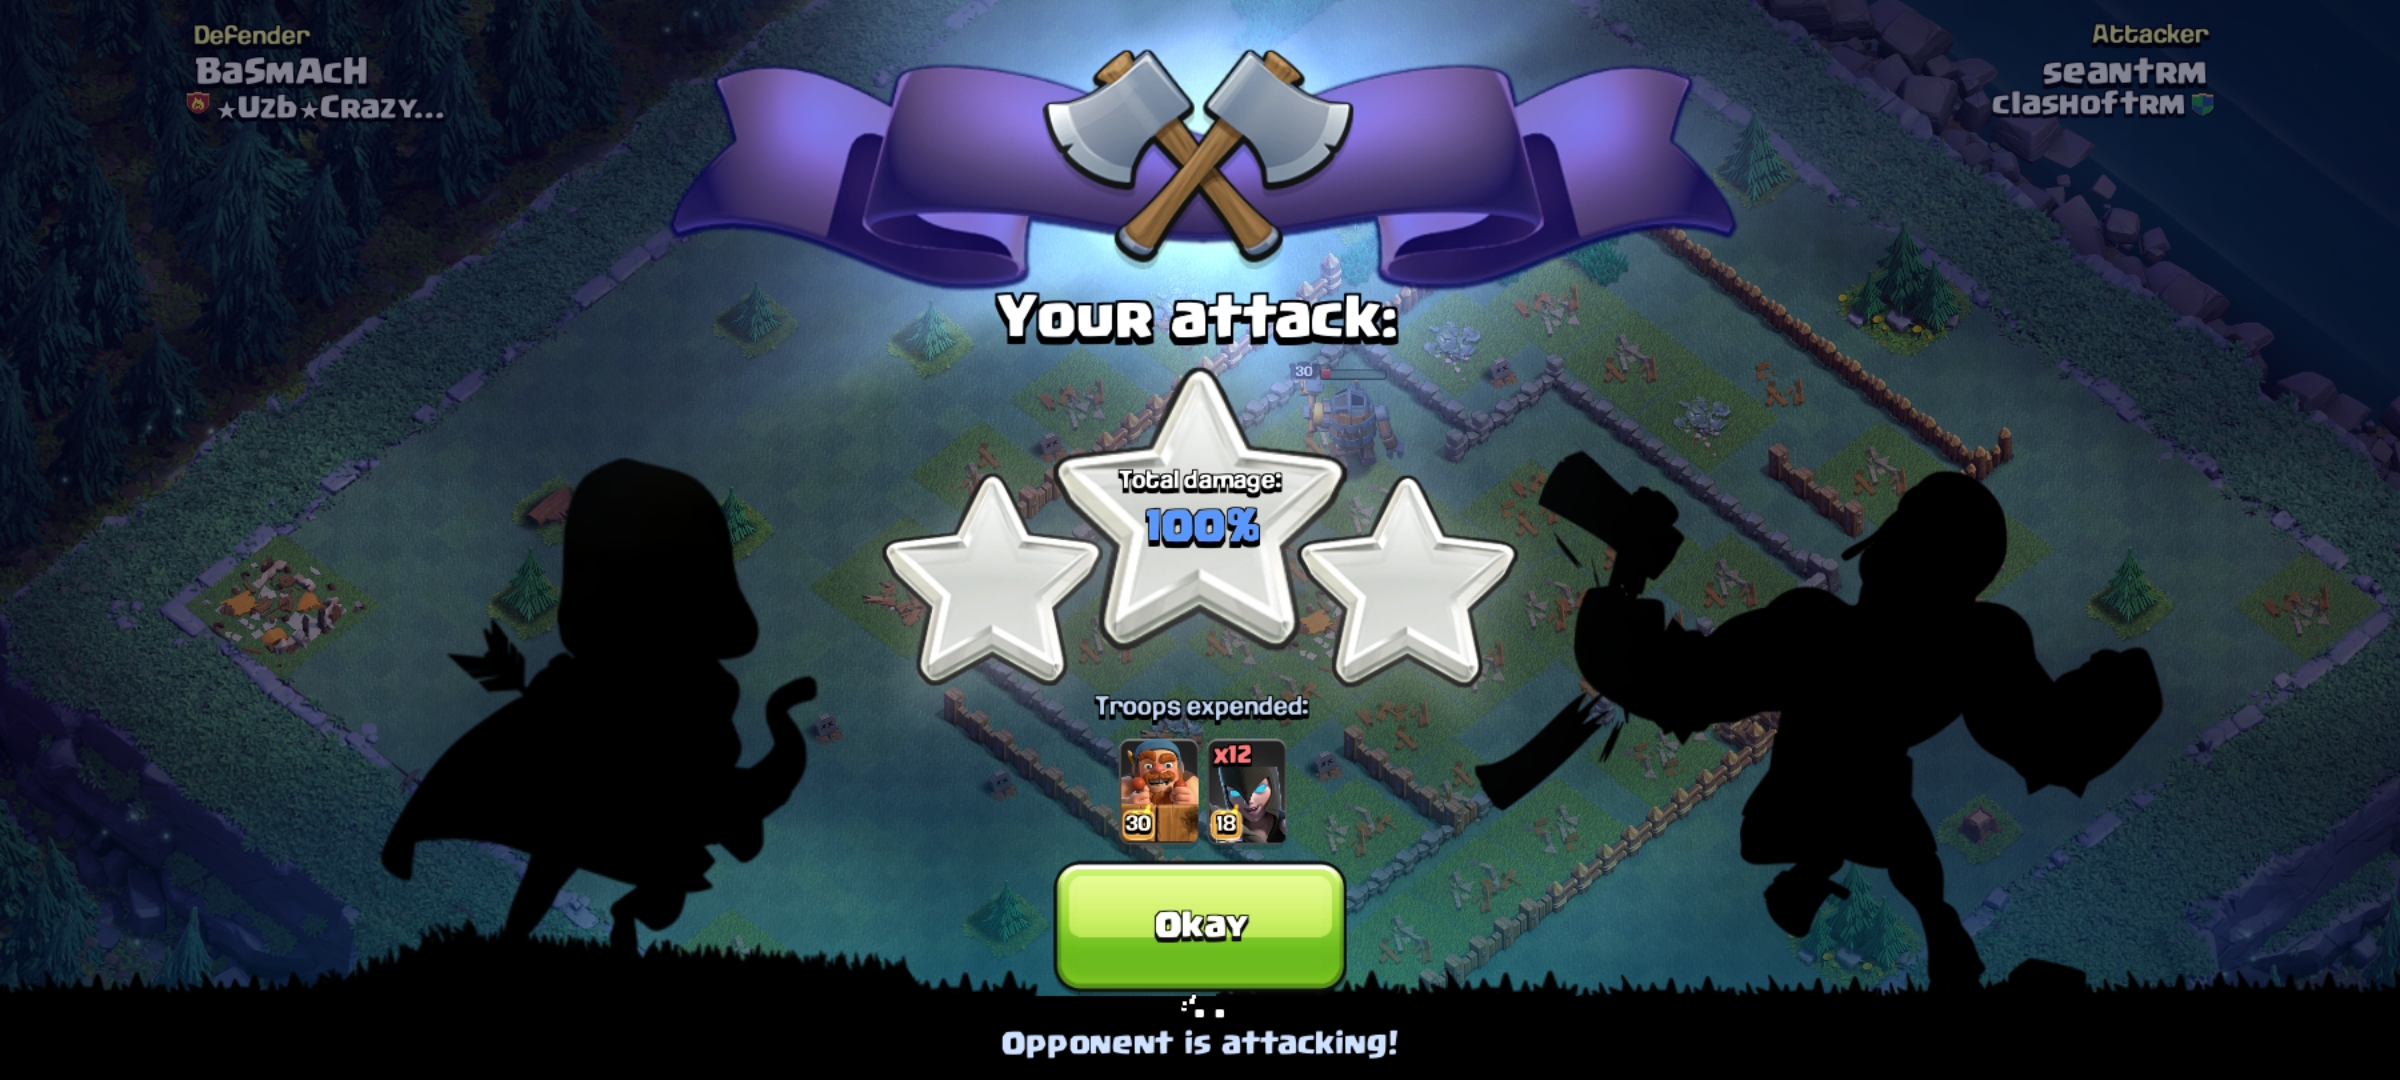 Defender
BaSmAcH
★Uzb★Crazy...
Attacker
seantRM
clashoftRM
Your attack:
30
Total damage:
100%
Troops expended:
x12
30
18
Okay
Opponent is attacking!